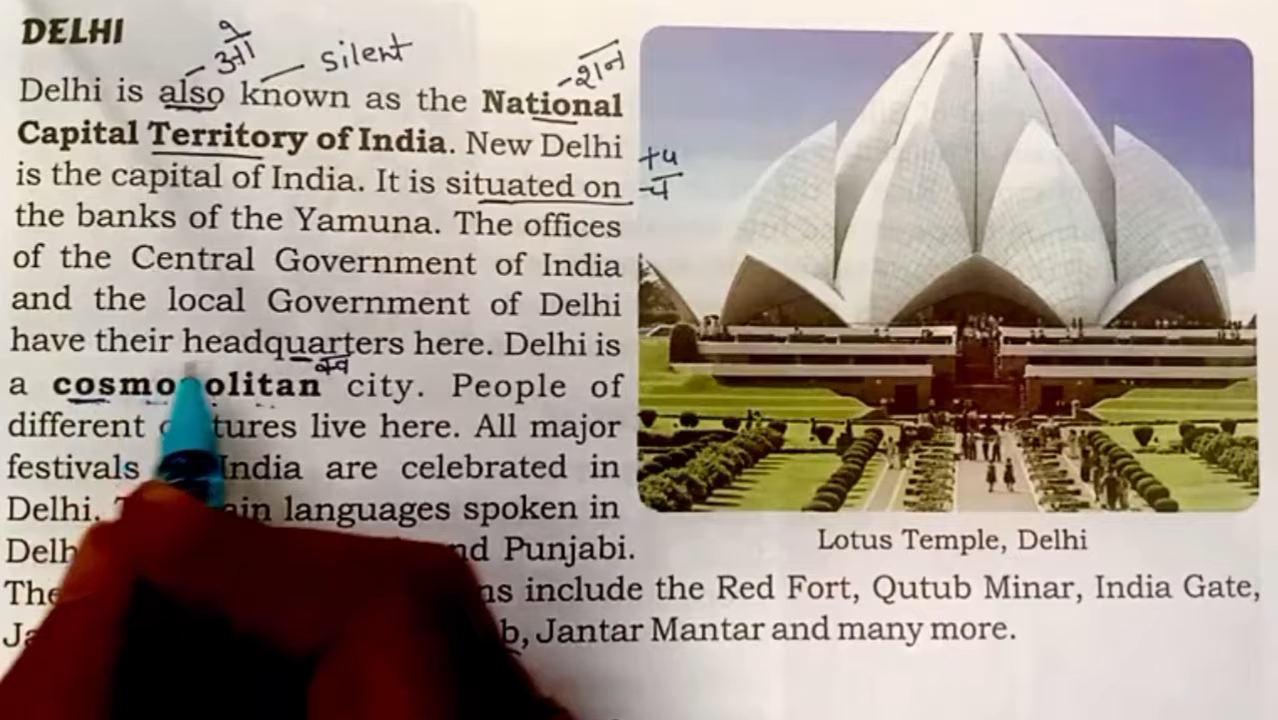 DELHI
ऑ silent -शन
Delhi is also known as the National
Capital Territory of India. New Delhi
is the capital of India. It is situated on
the banks of the Yamuna. The offices
of the Central Government of India
and the local Government of Delhi
have their headquarters here. Delhi is
क्व
a cosmopolitan city. People of
different tures live here. All major
festivals India are celebrated in
Delhi. ain languages spoken in
Delh nd Punjabi.
The ns include the Red Fort, Qutub Minar, India Gate,
Ja b, Jantar Mantar and many more.
Lotus Temple, Delhi